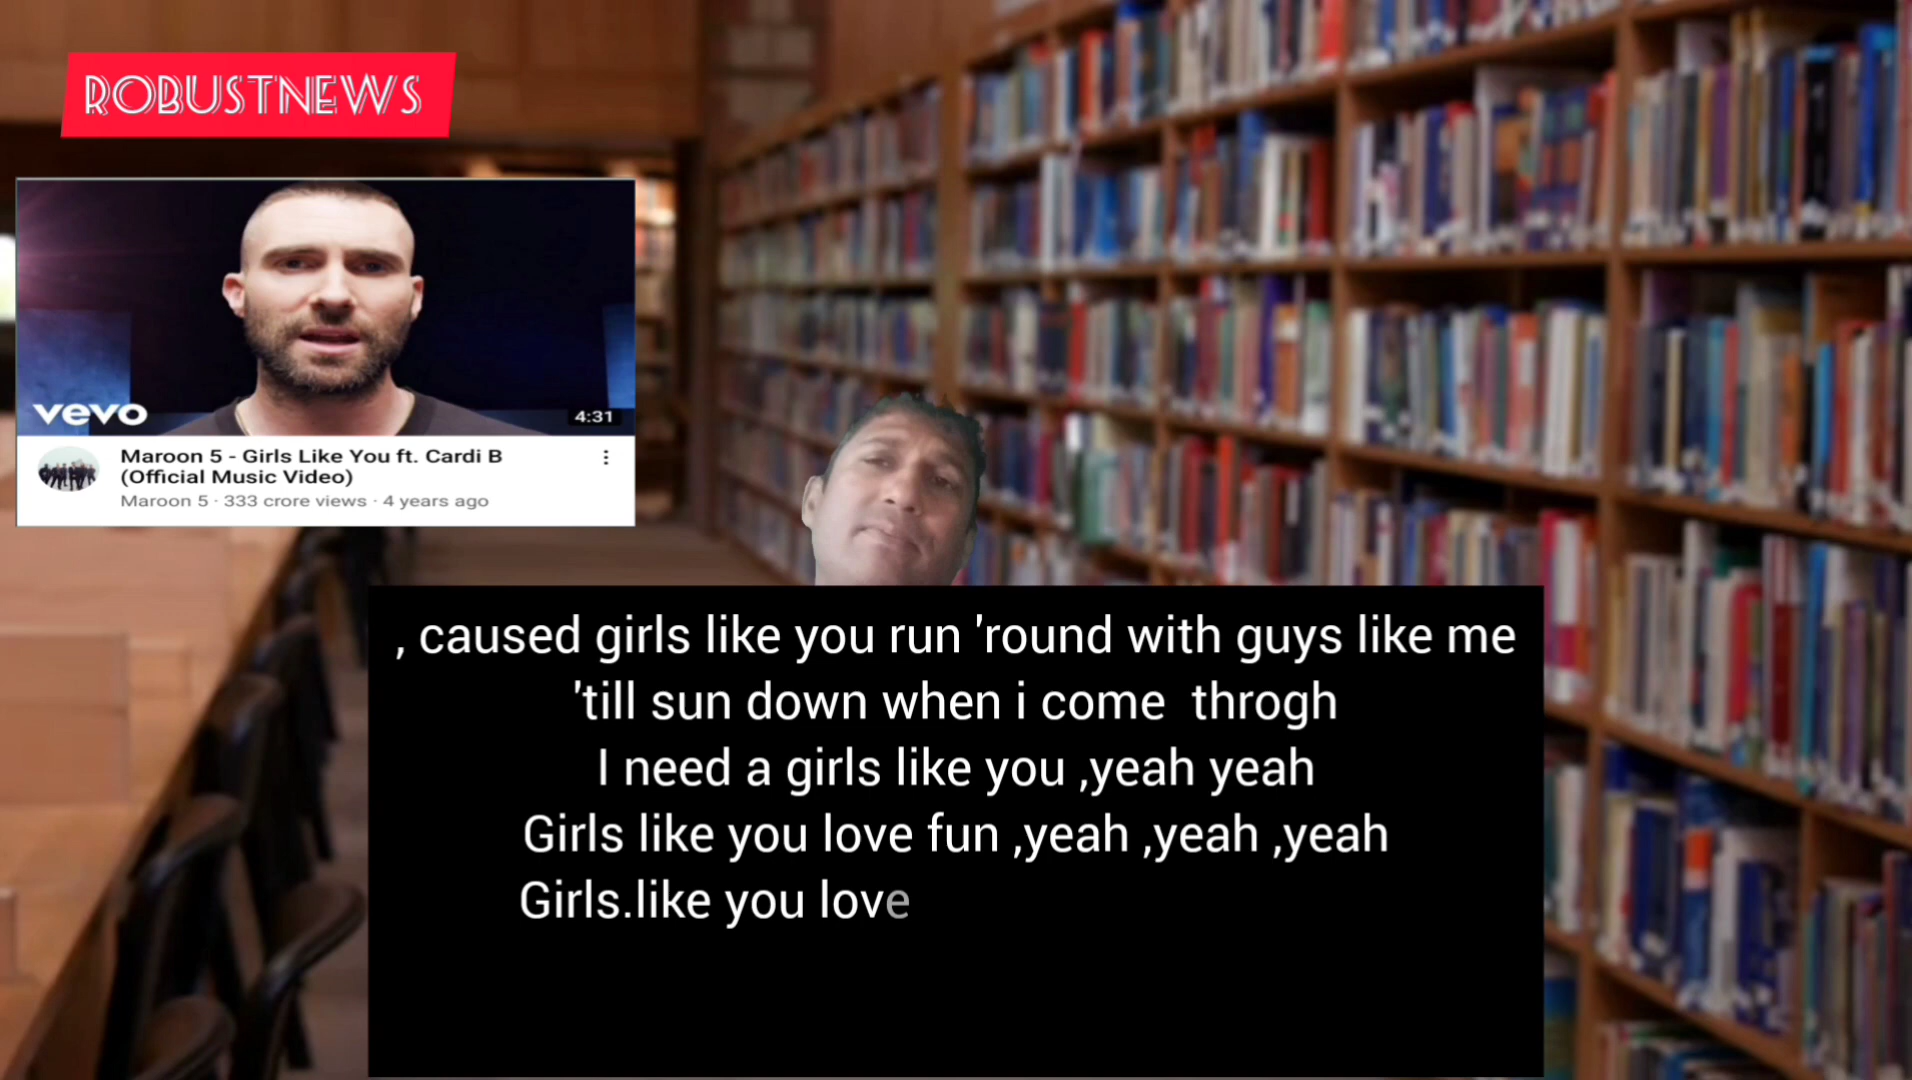 ROBUSTNEWS
vevo
4:31
Maroon 5 - Girls Like You ft. Cardi B
(Official Music Video)
Maroon 5 · 333 crore views · 4 years ago
, caused girls like you run 'round with guys like me
'till sun down when i come  throgh
I need a girls like you ,yeah yeah
Girls like you love fun ,yeah ,yeah ,yeah
Girls.like you love